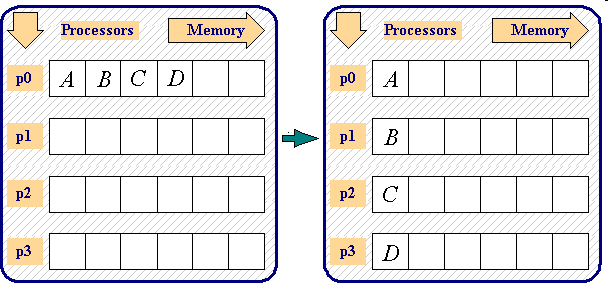 Processors Memory
p0 A B C D
p1
p2
p3
Processors Memory
p0 A
p1 B
p2 C
p3 D